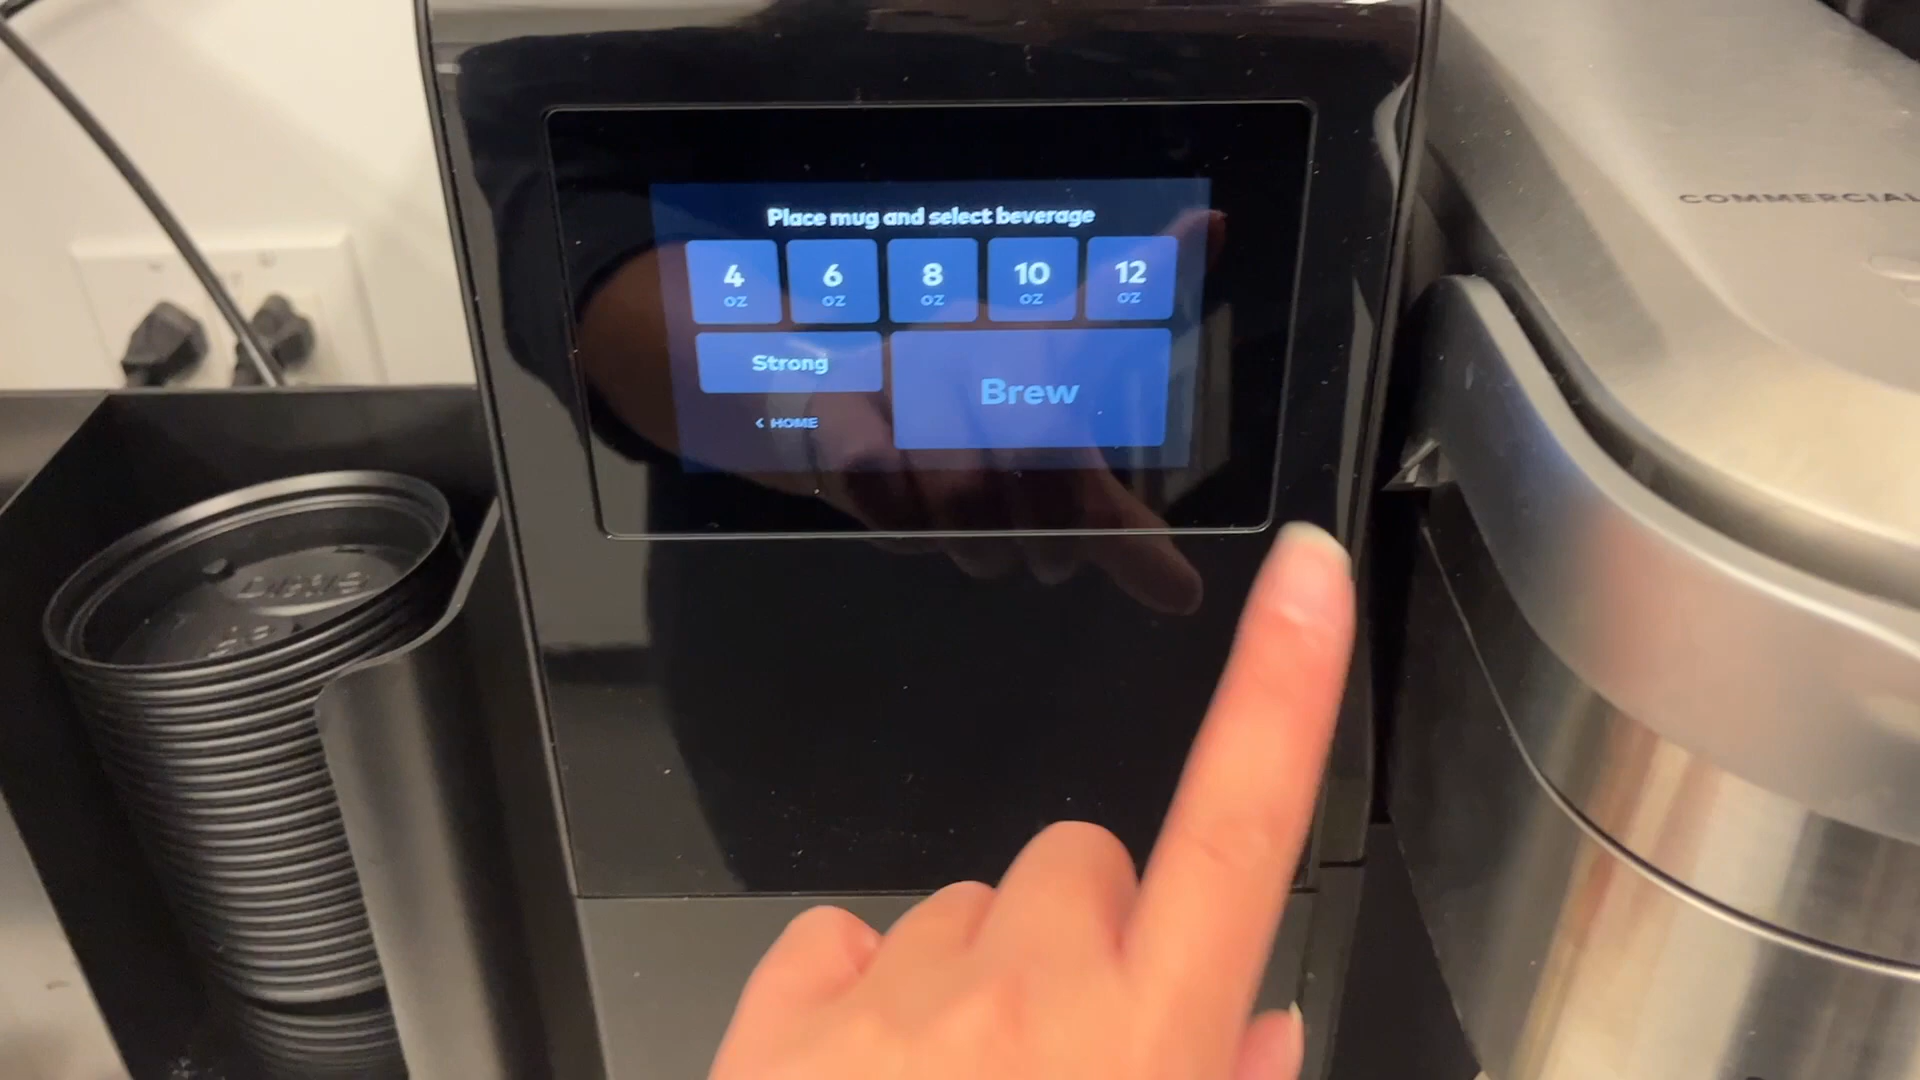 COMMERCIAL
Place mug and select beverage
4 6 8 10 12
OZ OZ OZ OZ OZ
Strong
Brew
< HOME